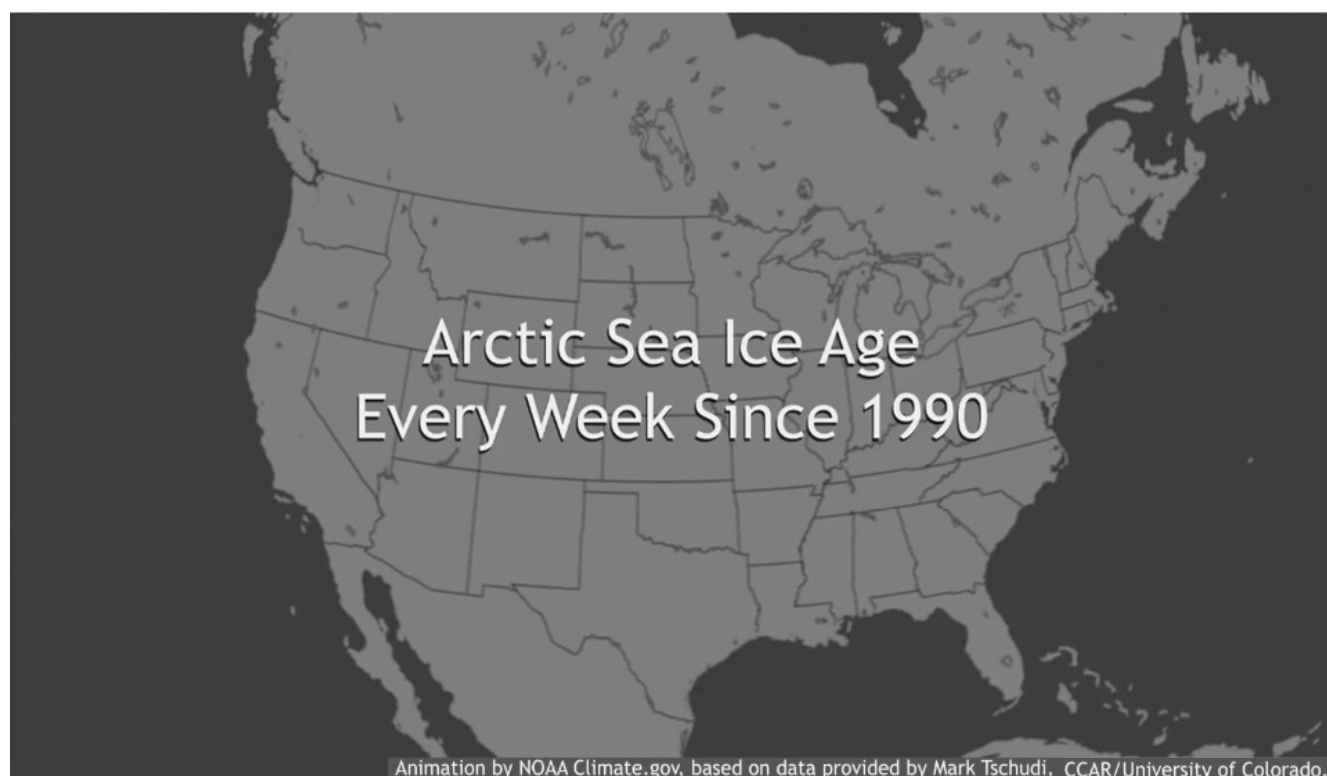 Arctic Sea Ice Age
Every Week Since 1990
Animation by NOAA Climate.gov, based on data provided by Mark Tschudi, CCAR/University of Colorado